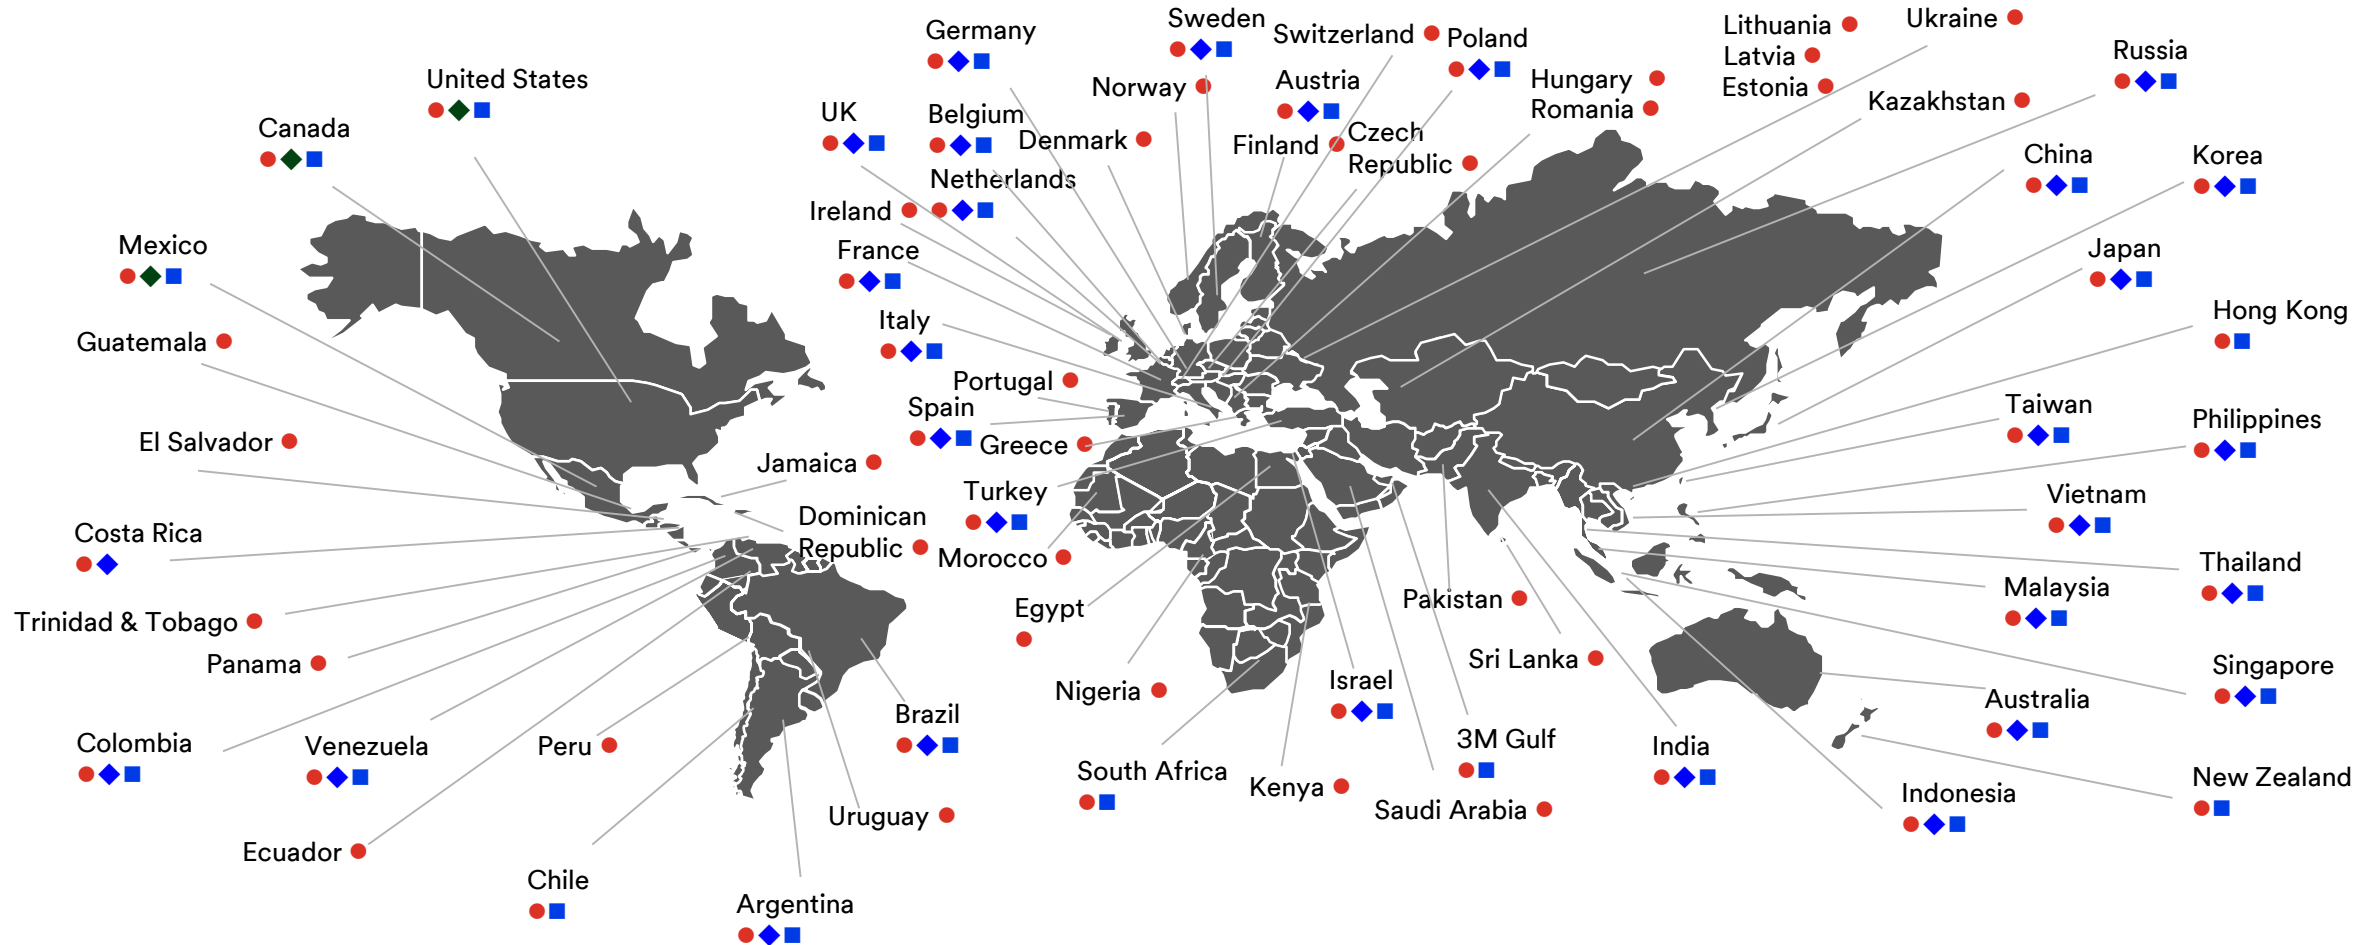 United States
Canada
Mexico
Guatemala
El Salvador
Costa Rica
Trinidad & Tobago
Panama
Colombia
Venezuela
Ecuador
Peru
Chile
Argentina
Uruguay
Brazil
Jamaica
Dominican
Republic
Germany
UK
Belgium
Netherlands
Ireland
France
Italy
Portugal
Spain
Greece
Turkey
Morocco
Egypt
Nigeria
South Africa
Kenya
Sweden
Norway
Denmark
Switzerland
Austria
Finland
Poland
Czech
Republic
Hungary
Romania
Lithuania
Latvia
Estonia
Ukraine
Kazakhstan
Russia
China
Korea
Japan
Hong Kong
Taiwan
Philippines
Vietnam
Thailand
Malaysia
Singapore
Australia
New Zealand
Indonesia
India
Sri Lanka
Pakistan
3M Gulf
Saudi Arabia
Israel